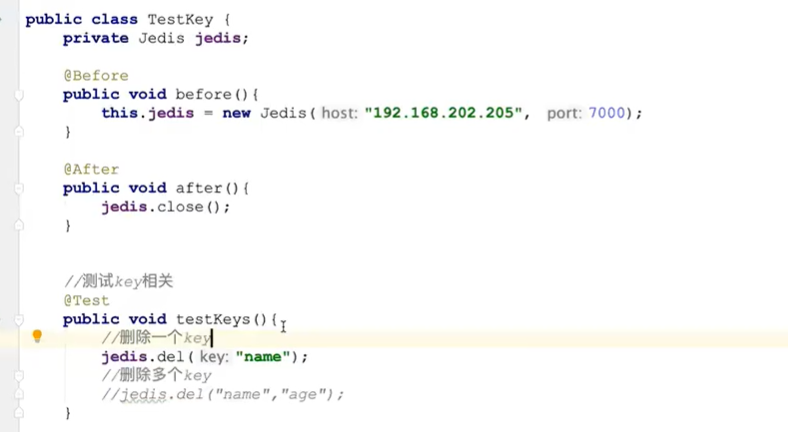 public class TestKey {
private Jedis jedis;
@Before
public void before(){
this.jedis = new Jedis( host: "192.168.202.205", port: 7000);
}
@After
public void after(){
jedis.close();
}
//测试key相关
@Test
public void testKeys(){
//删除一个key
jedis.del( key: "name");
//删除多个key
//jedis.del("name","age");
}